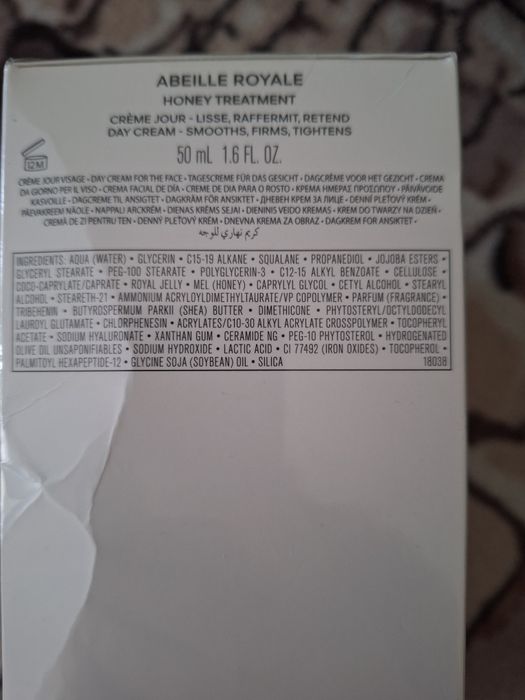 ABEILLE ROYALE
HONEY TREATMENT
CRÈME JOUR - LISSE, RAFFERMIT, RETEND
DAY CREAM - SMOOTHS, FIRMS, TIGHTENS
50 mL 1.6 FL. OZ.
12M
CRÈME JOUR VISAGE • DAY CREAM FOR THE FACE • TAGESCREME FÜR DAS GESICHT • DAGCRÈME VOOR HET GEZICHT • CREMA
DA GIORNO PER IL VISO • CREMA FACIAL DE DÍA • CREME DE DIA PARA O ROSTO • ΚΡΕΜΑ ΗΜΕΡΑΣ ΠΡΟΣΩΠΟΥ • PÄIVÄVOIDE
KASVOILLE • DAGCREME TIL ANSIGTET • DAGKRÄM FÖR ANSIKTET • ДНЕВЕН КРЕМ ЗА ЛИЦЕ • DENNÍ PLEŤOVÝ KRÉM •
PÄEVAKREEM NÄOLE • NAPPALI ARCKRÉM • DIENAS KRĒMS SEJAI • DIENINIS VEIDO KREMAS • KREM DO TWARZY NA DZIEŃ •
CREMĂ DE ZI PENTRU TEN • DENNÝ PLEŤOVÝ KRÉM • DNEVNA KREMA ZA OBRAZ • DAGKREM FOR ANSIKTET •
كريم نهاري للوجه
INGREDIENTS: AQUA (WATER) • GLYCERIN • C15-19 ALKANE • SQUALANE • PROPANEDIOL • JOJOBA ESTERS •
GLYCERYL STEARATE • PEG-100 STEARATE • POLYGLYCERIN-3 • C12-15 ALKYL BENZOATE • CELLULOSE •
COCO-CAPRYLATE/CAPRATE • ROYAL JELLY • MEL (HONEY) • CAPRYLYL GLYCOL • CETYL ALCOHOL • STEARYL
ALCOHOL • STEARETH-21 • AMMONIUM ACRYLOYLDIMETHYLTAURATE/VP COPOLYMER • PARFUM (FRAGRANCE) •
TRIBEHENIN • BUTYROSPERMUM PARKII (SHEA) BUTTER • DIMETHICONE • PHYTOSTERYL/OCTYLDODECYL
LAUROYL GLUTAMATE • CHLORPHENESIN • ACRYLATES/C10-30 ALKYL ACRYLATE CROSSPOLYMER • TOCOPHERYL
ACETATE • SODIUM HYALURONATE • XANTHAN GUM • CERAMIDE NG • PEG-10 PHYTOSTEROL • HYDROGENATED
OLIVE OIL UNSAPONIFIABLES • SODIUM HYDROXIDE • LACTIC ACID • CI 77492 (IRON OXIDES) • TOCOPHEROL •
PALMITOYL HEXAPEPTIDE-12 • GLYCINE SOJA (SOYBEAN) OIL • SILICA 18038